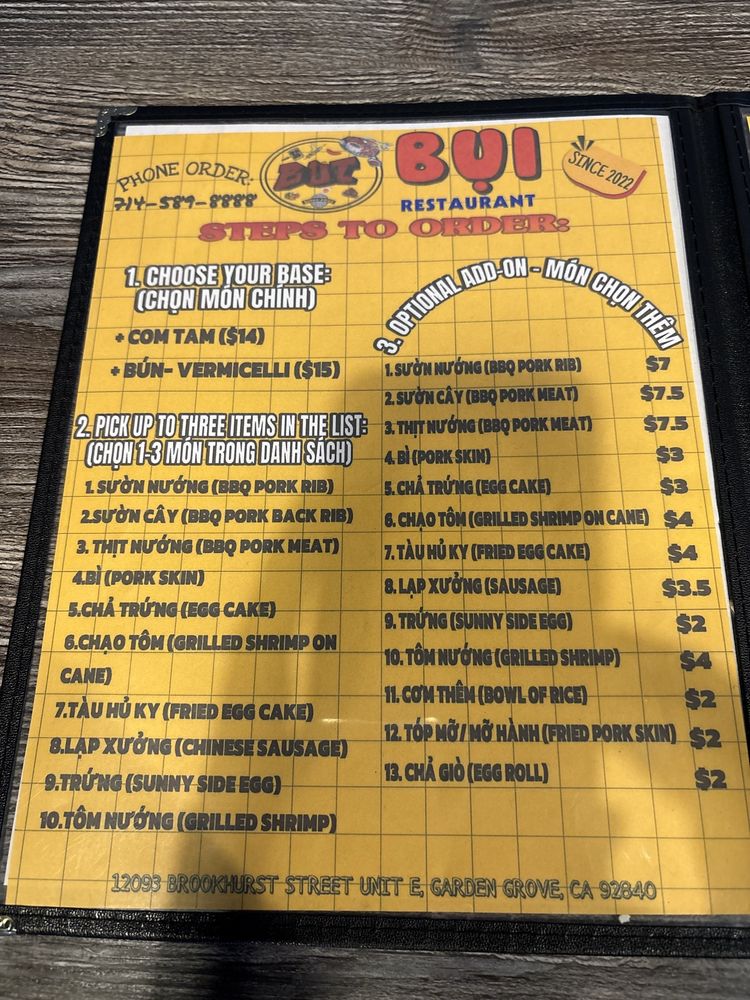 PHONE ORDER:
714-589-8888
BỤI
BỤI
RESTAURANT
SINCE 2022
STEPS TO ORDER:
1. CHOOSE YOUR BASE:
(CHỌN MÓN CHÍNH)
+ COM TAM ($14)
+ BÚN- VERMICELLI ($15)
2. PICK UP TO THREE ITEMS IN THE LIST:
(CHỌN 1-3 MÓN TRONG DANH SÁCH)
1. SƯỜN NƯỚNG (BBQ PORK RIB)
2.SƯỜN CÂY (BBQ PORK BACK RIB)
3. THỊT NƯỚNG (BBQ PORK MEAT)
4.BÌ (PORK SKIN)
5.CHẢ TRỨNG (EGG CAKE)
6.CHẠO TÔM (GRILLED SHRIMP ON
CANE)
7.TÀU HỦ KY (FRIED EGG CAKE)
8.LẠP XƯỞNG (CHINESE SAUSAGE)
9.TRỨNG (SUNNY SIDE EGG)
10.TÔM NƯỚNG (GRILLED SHRIMP)
3. OPTIONAL ADD-ON - MÓN CHỌN THÊM
1. SƯỜN NƯỚNG (BBQ PORK RIB) $7
2. SƯỜN CÂY (BBQ PORK MEAT) $7.5
3. THỊT NƯỚNG (BBQ PORK MEAT) $7.5
4. BÌ (PORK SKIN) $3
5. CHẢ TRỨNG (EGG CAKE) $3
6. CHẠO TÔM (GRILLED SHRIMP ON CANE) $4
7. TÀU HỦ KY (FRIED EGG CAKE) $4
8. LẠP XƯỞNG (SAUSAGE) $3.5
9. TRỨNG (SUNNY SIDE EGG) $2
10. TÔM NƯỚNG (GRILLED SHRIMP) $4
11. CƠM THÊM (BOWL OF RICE) $2
12. TÓP MỠ/ MỠ HÀNH (FRIED PORK SKIN) $2
13. CHẢ GIÒ (EGG ROLL) $2
12093 BROOKHURST STREET UNIT E, GARDEN GROVE, CA 92840